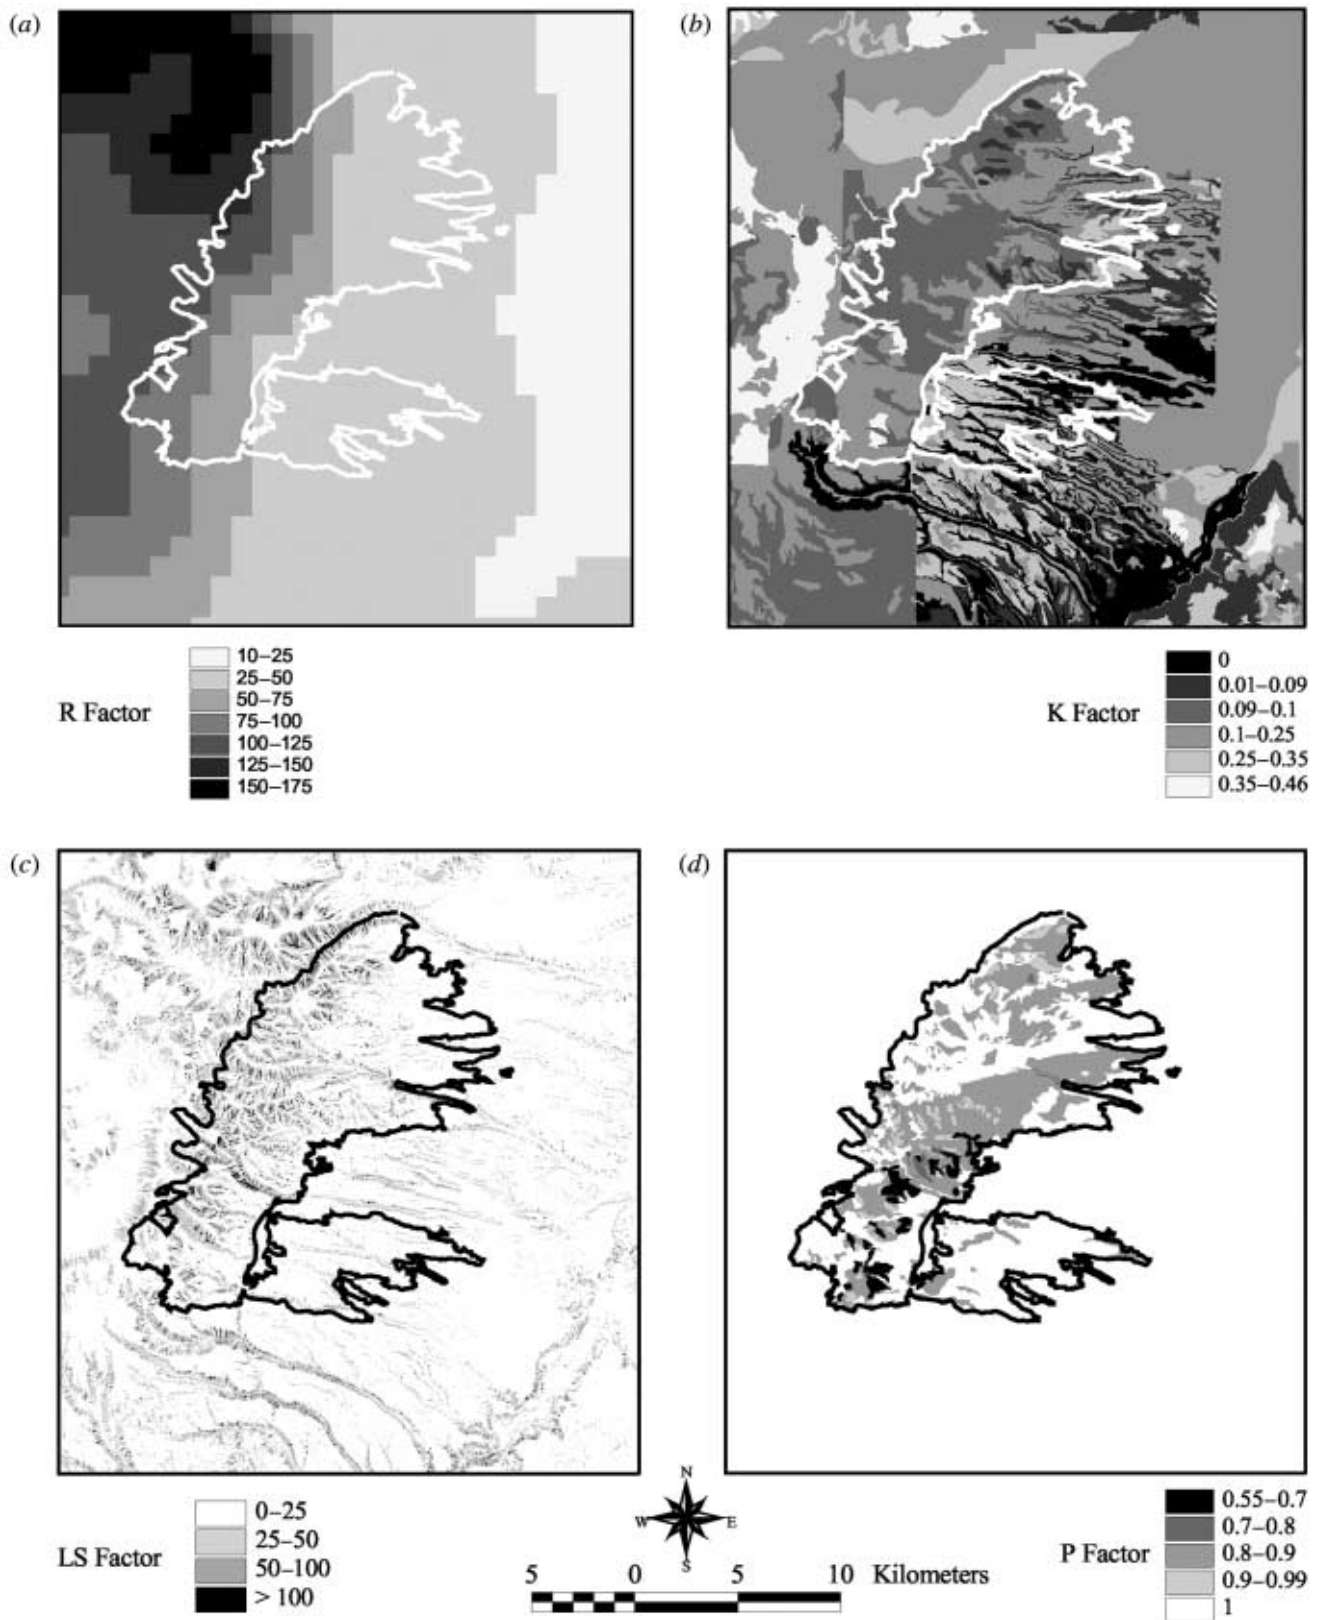 (a)
(b)
R Factor
10–25
25–50
50–75
75–100
100–125
125–150
150–175
K Factor
0
0.01–0.09
0.09–0.1
0.1–0.25
0.25–0.35
0.35–0.46
(c)
(d)
LS Factor
0–25
25–50
50–100
> 100
N
W
E
S
5 0 5 10 Kilometers
P Factor
0.55–0.7
0.7–0.8
0.8–0.9
0.9–0.99
1